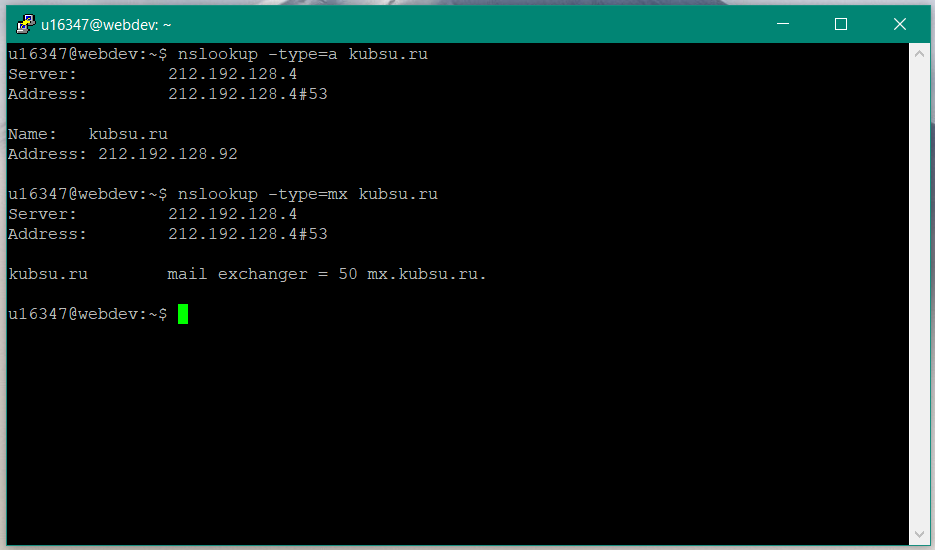 u16347@webdev: ~
u16347@webdev:~$ nslookup -type=a kubsu.ru
Server:         212.192.128.4
Address:        212.192.128.4#53

Name:   kubsu.ru
Address: 212.192.128.92

u16347@webdev:~$ nslookup -type=mx kubsu.ru
Server:         212.192.128.4
Address:        212.192.128.4#53

kubsu.ru        mail exchanger = 50 mx.kubsu.ru.

u16347@webdev:~$